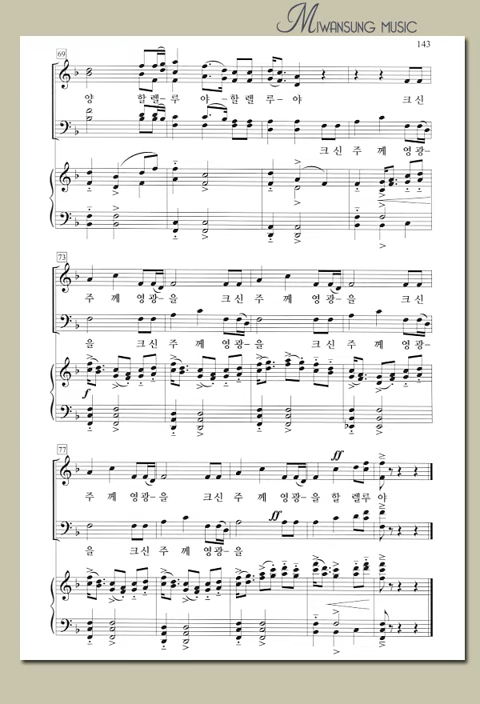 MIWANSUNG MUSIC
143
69
양 할렐-루 야-할렐루-야 크신
크신 주 께 영광-
73
주 께 영광-을 크신 주 께 영광-을 크신
을 크신 주 께 영광-을 크신 주 께 영광-
f
77
ff
주 께 영광-을 크신 주 께 영광-을 할 렐루 야
ff
을 크신 주 께 영광-을